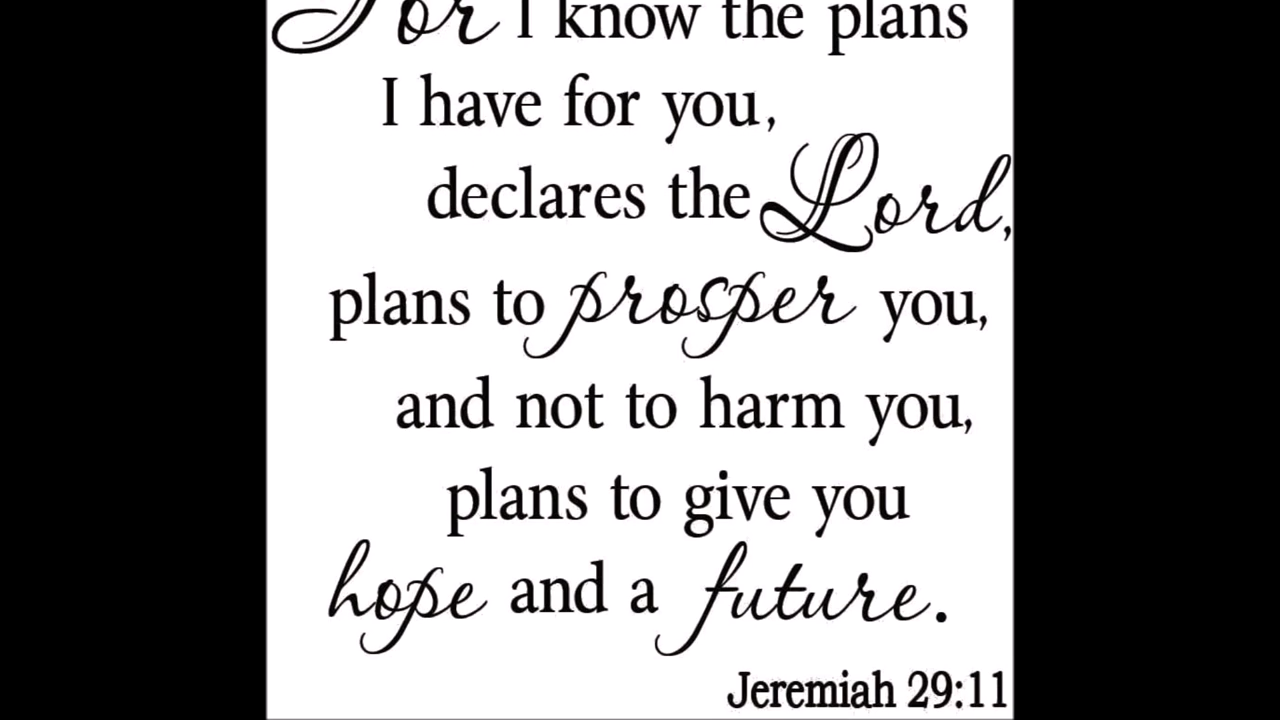 For I know the plans
I have for you,
declares the Lord,
plans to prosper you,
and not to harm you,
plans to give you
hope and a future.
Jeremiah 29:11